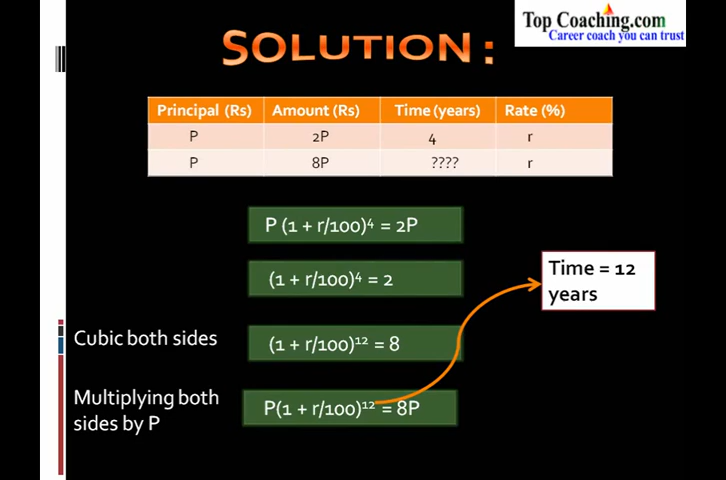 Top Coaching.com
Career coach you can trust
SOLUTION :
Principal (Rs) Amount (Rs) Time (years) Rate (%)
P 2P 4 r
P 8P ???? r
P (1 + r/100)⁴ = 2P
(1 + r/100)⁴ = 2
Time = 12
years
Cubic both sides
(1 + r/100)¹² = 8
Multiplying both
sides by P
P(1 + r/100)¹² = 8P